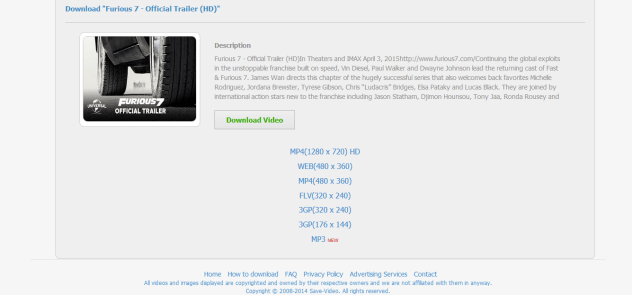 Download "Furious 7 - Official Trailer (HD)"
Description
Furious 7 - Official Trailer (HD)In Theaters and IMAX April 3, 2015http://www.furious7.com/Continuing the global exploits
in the unstoppable franchise built on speed, Vin Diesel, Paul Walker and Dwayne Johnson lead the returning cast of Fast
& Furious 7. James Wan directs this chapter of the hugely successful series that also welcomes back favorites Michelle
Rodriguez, Jordana Brewster, Tyrese Gibson, Chris "Ludacris" Bridges, Elsa Pataky and Lucas Black. They are joined by
international action stars new to the franchise including Jason Statham, Djimon Hounsou, Tony Jaa, Ronda Rousey and
UNIVERSAL
FURIOUS7
OFFICIAL TRAILER
Download Video
MP4(1280 x 720) HD
WEB(480 x 360)
MP4(480 x 360)
FLV(320 x 240)
3GP(320 x 240)
3GP(176 x 144)
MP3 NEW
Home How to download FAQ Privacy Policy Advertising Services Contact
All videos and images displayed are copyrighted and owned by their respective owners and we are not affiliated with them in anyway.
Copyright © 2008-2014 Save-Video. All rights reserved.